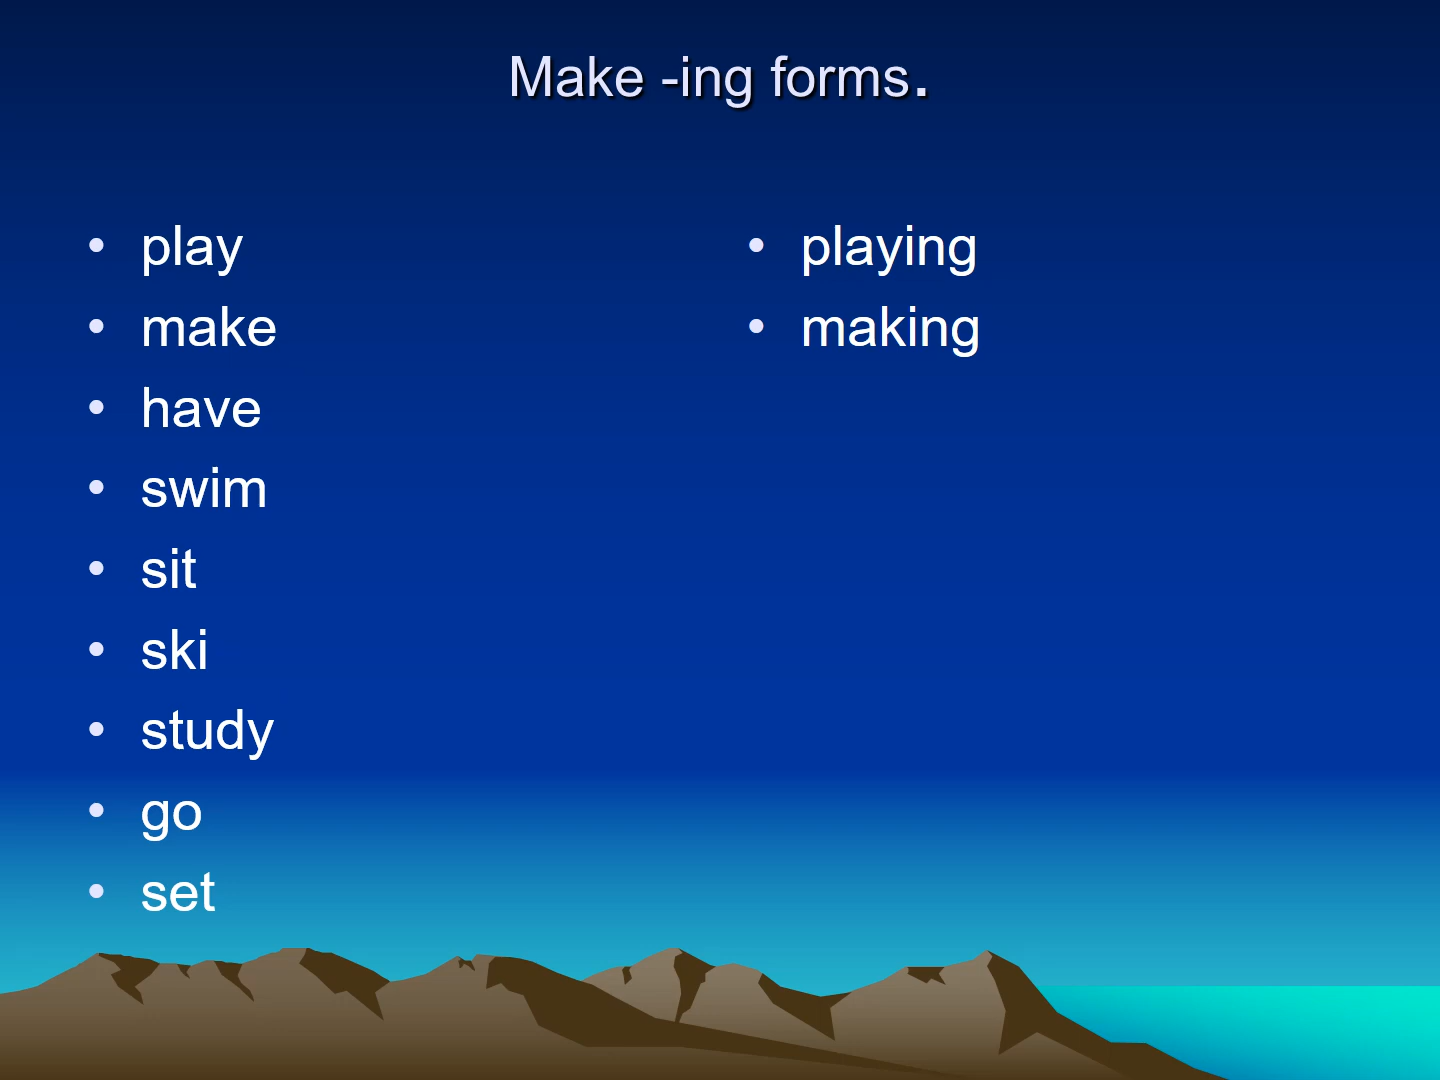 Make -ing forms.
• play
• make
• have
• swim
• sit
• ski
• study
• go
• set
• playing
• making